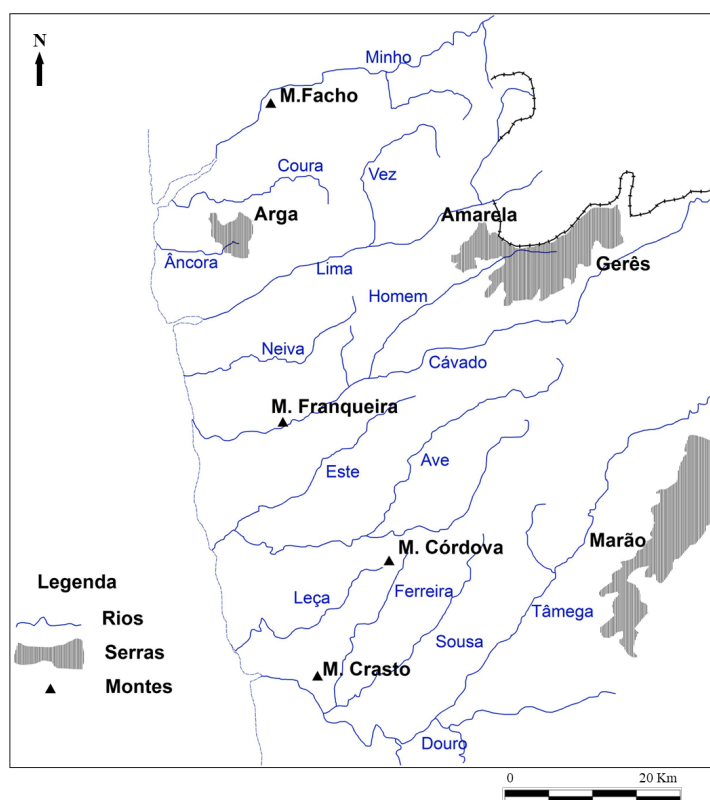 N
Minho
M.Facho
Coura
Vez
Arga
Amarela
Âncora
Lima
Gerês
Homem
Neiva
Cávado
M. Franqueira
Este
Ave
Marão
M. Córdova
Legenda
Leça
Ferreira
Tâmega
Rios
Sousa
Serras
M. Crasto
Montes
Douro
0 20 Km